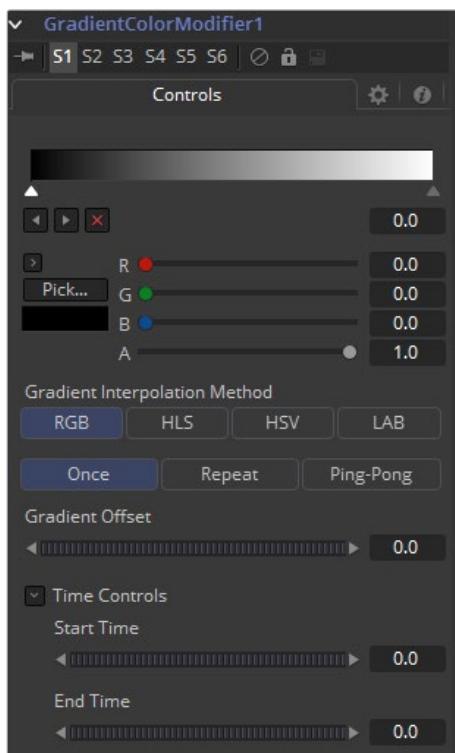 GradientColorModifier1
S1 S2 S3 S4 S5 S6
Controls
0.0
R 0.0
Pick... G 0.0
B 0.0
A 1.0
Gradient Interpolation Method
RGB HLS HSV LAB
Once Repeat Ping-Pong
Gradient Offset
0.0
Time Controls
Start Time
0.0
End Time
0.0